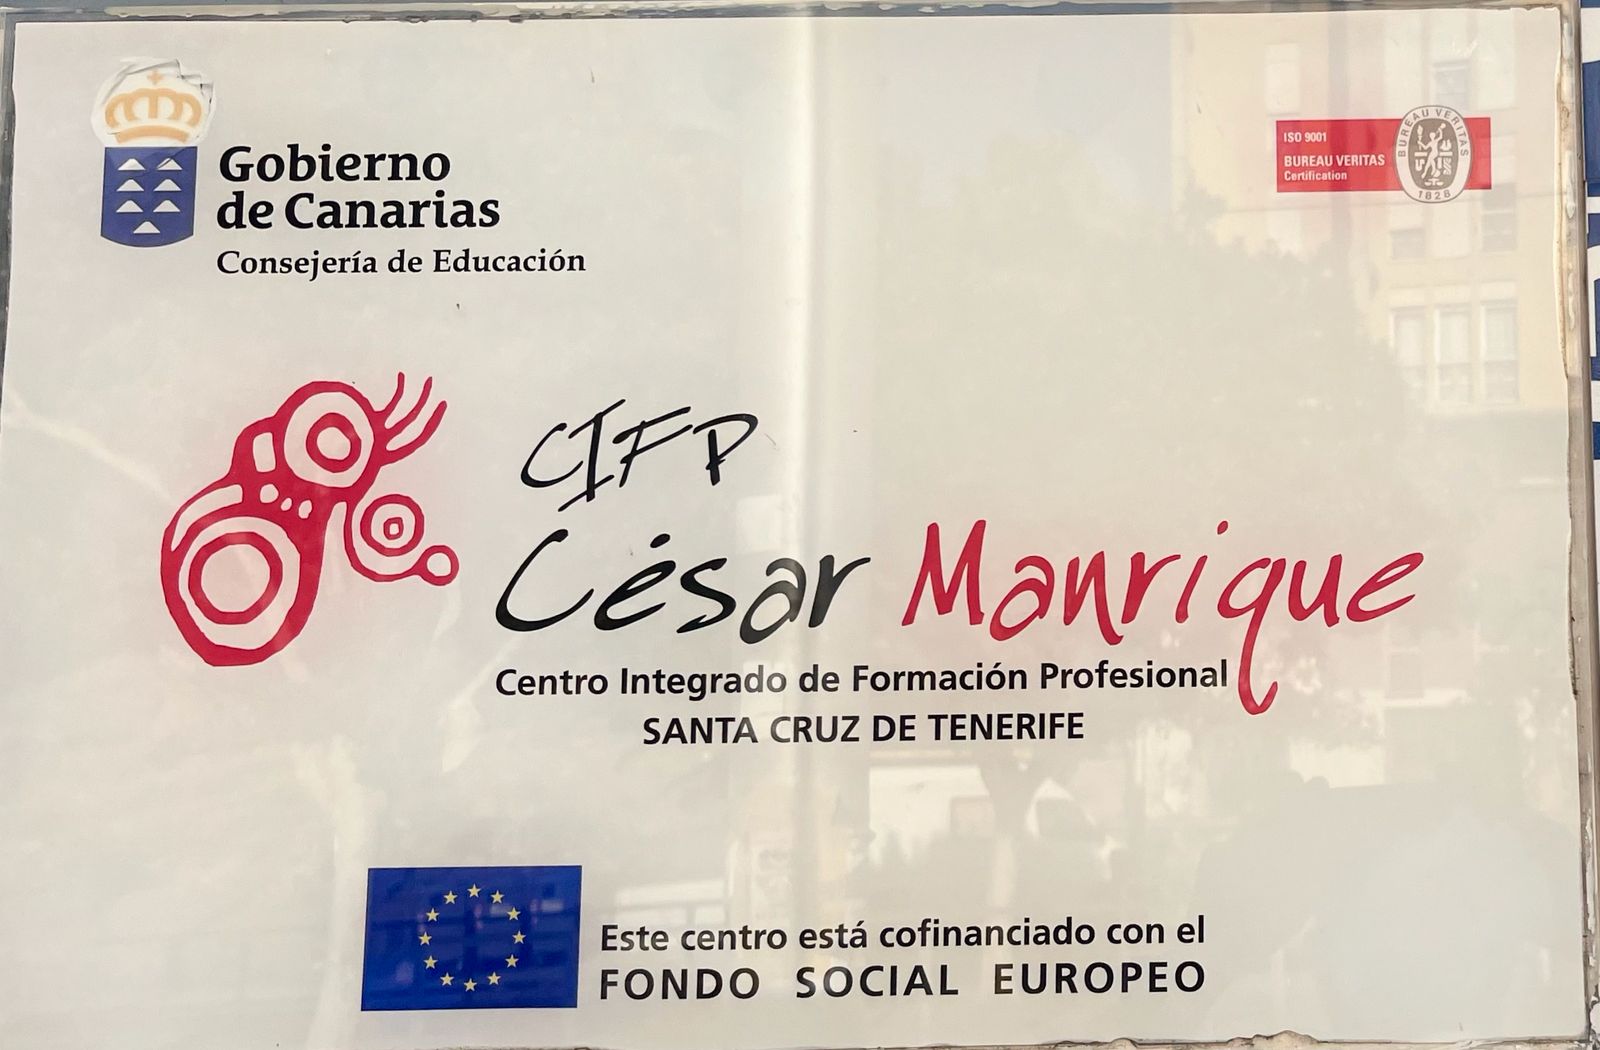 Gobierno
de Canarias
Consejería de Educación
ISO 9001
BUREAU VERITAS
Certification
BUREAU VERITAS
1828
CIFP
César Manrique
Centro Integrado de Formación Profesional
SANTA CRUZ DE TENERIFE
Este centro está cofinanciado con el
FONDO SOCIAL EUROPEO